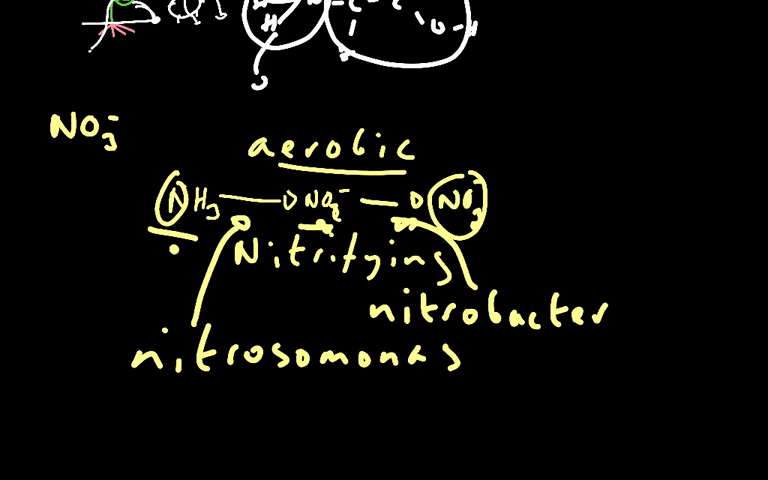 NO₃⁻
aerobic
NH₃ → NO₂⁻ → NO₃⁻
Nitrifying
nitrobacter
nitrosomonas